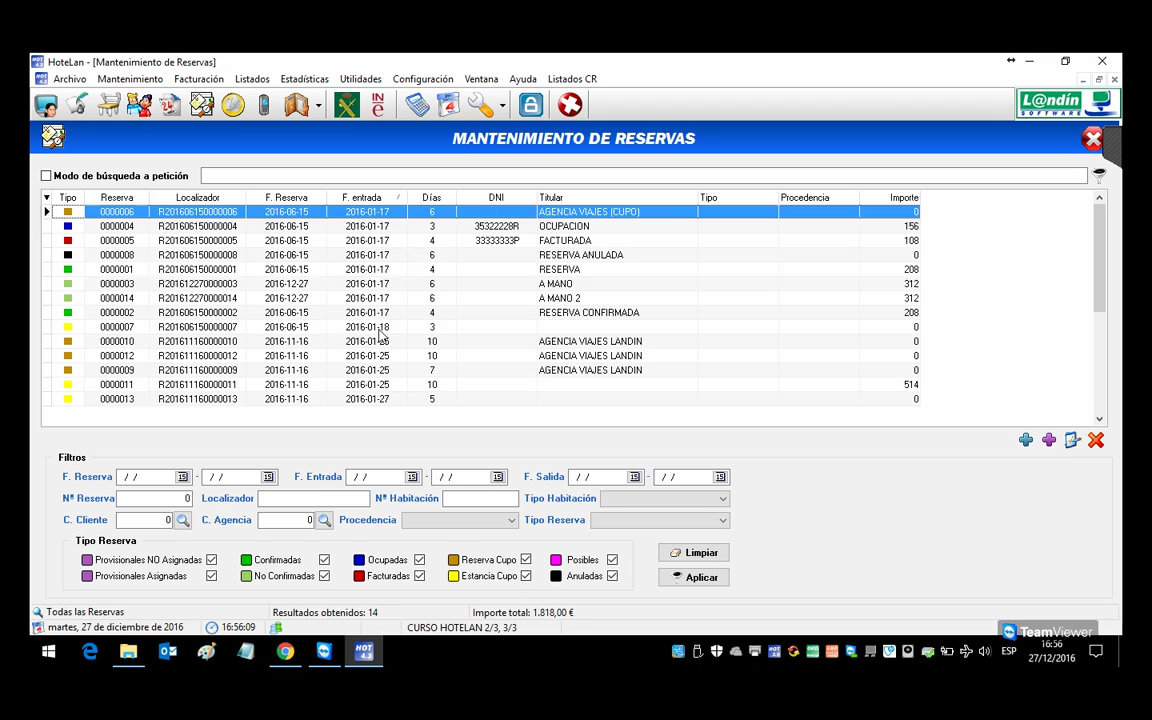 HoteLan - [Mantenimiento de Reservas]
Archivo Mantenimiento Facturación Listados Estadísticas Utilidades Configuración Ventana Ayuda Listados CR
L@ndín
SOFTWARE
MANTENIMIENTO DE RESERVAS
Modo de búsqueda a petición
Tipo Reserva Localizador F. Reserva F. entrada Días DNI Titular Tipo Procedencia Importe
0000006 R201606150000006 2016-06-15 2016-01-17 6 AGENCIA VIAJES (CUPO) 0
0000004 R201606150000004 2016-06-15 2016-01-17 3 35322228R OCUPACION 156
0000005 R201606150000005 2016-06-15 2016-01-17 4 33333333P FACTURADA 108
0000008 R201606150000008 2016-06-15 2016-01-17 6 RESERVA ANULADA 0
0000001 R201606150000001 2016-06-15 2016-01-17 4 RESERVA 208
0000003 R201612270000003 2016-12-27 2016-01-17 6 A MANO 312
0000014 R201612270000014 2016-12-27 2016-01-17 6 A MANO 2 312
0000002 R201606150000002 2016-06-15 2016-01-17 4 RESERVA CONFIRMADA 208
0000007 R201606150000007 2016-06-15 2016-01-18 3 0
0000010 R201611160000010 2016-11-16 10 AGENCIA VIAJES LANDIN 0
0000012 R201611160000012 2016-11-16 2016-01-25 10 AGENCIA VIAJES LANDIN 0
0000009 R201611160000009 2016-11-16 2016-01-25 7 AGENCIA VIAJES LANDIN 0
0000011 R201611160000011 2016-11-16 2016-01-25 10 514
0000013 R201611160000013 2016-11-16 2016-01-27 5 0
Filtros
F. Reserva / / - / / F. Entrada / / - / / F. Salida / / - / /
Nº Reserva 0 Localizador Nº Habitación Tipo Habitación
C. Cliente 0 C. Agencia 0 Procedencia Tipo Reserva
Tipo Reserva
Provisionales NO Asignadas Confirmadas Ocupadas Reserva Cupo Posibles
Provisionales Asignadas No Confirmadas Facturadas Estancia Cupo Anuladas
Limpiar
Aplicar
Todas las Reservas Resultados obtenidos: 14 Importe total: 1.818,00 €
martes, 27 de diciembre de 2016 16:56:09 CURSO HOTELAN 2/3, 3/3
TeamViewer
ESP 16:56
27/12/2016